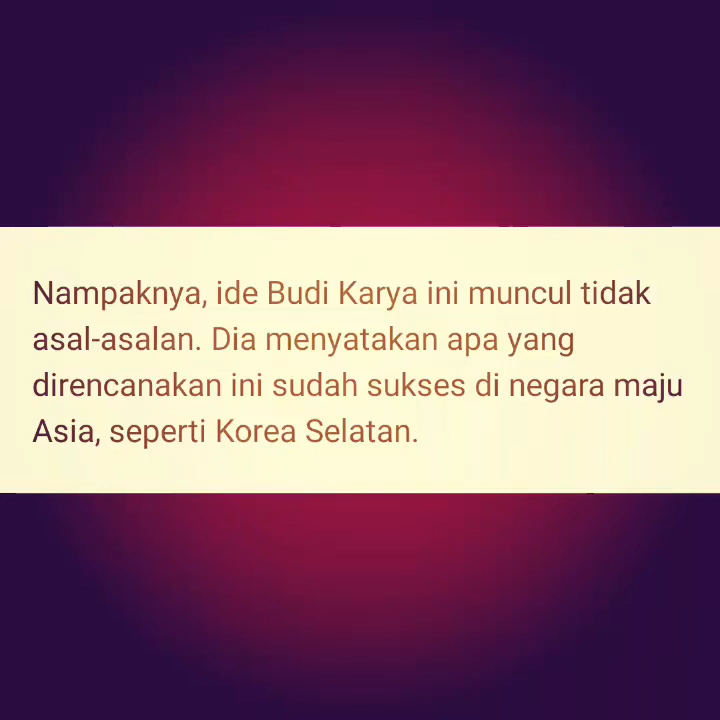 Nampaknya, ide Budi Karya ini muncul tidak
asal-asalan. Dia menyatakan apa yang
direncanakan ini sudah sukses di negara maju
Asia, seperti Korea Selatan.